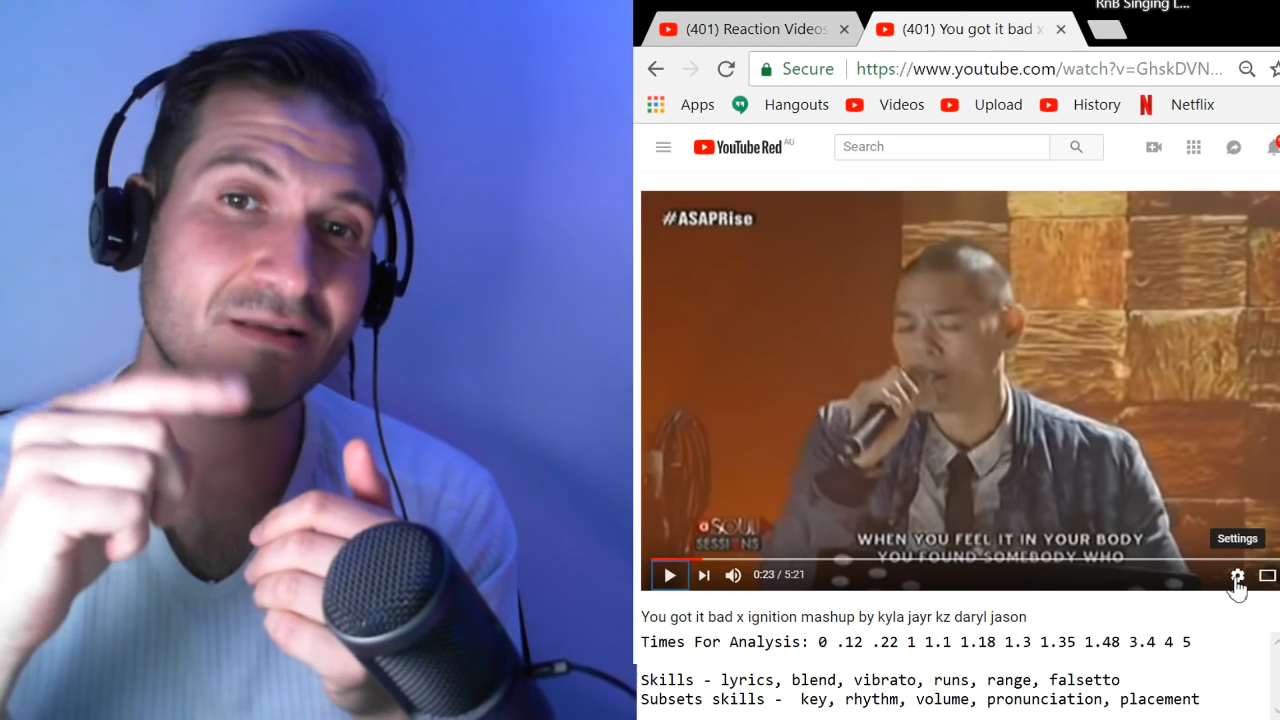 RnB Singing L...
(401) Reaction Videos
(401) You got it bad x
Secure
https://www.youtube.com/watch?v=GhskDVN...
Apps Hangouts Videos Upload History Netflix
YouTube Red AU
Search
#ASAPRise
a SOUL
SESSIONS
WHEN YOU FEEL IT IN YOUR BODY
YOU FOUND SOMEBODY WHO
Settings
0:23 / 5:21
You got it bad x ignition mashup by kyla jayr kz daryl jason
Times For Analysis: 0 .12 .22 1 1.1 1.18 1.3 1.35 1.48 3.4 4 5
Skills - lyrics, blend, vibrato, runs, range, falsetto
Subsets skills - key, rhythm, volume, pronunciation, placement